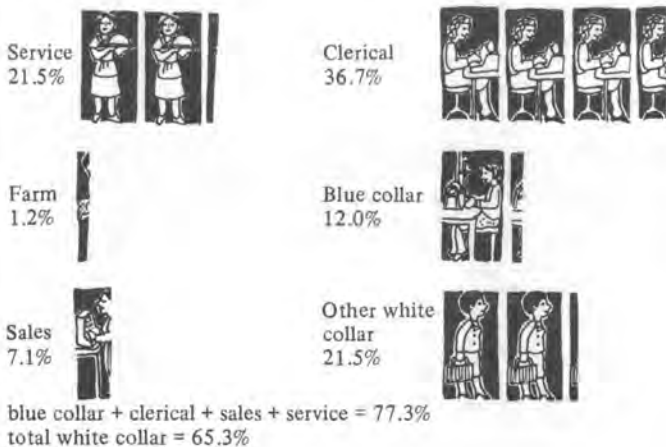 Service
21.5%
Clerical
36.7%
Farm
1.2%
Blue collar
12.0%
Sales
7.1%
Other white
collar
21.5%
blue collar + clerical + sales + service = 77.3%
total white collar = 65.3%